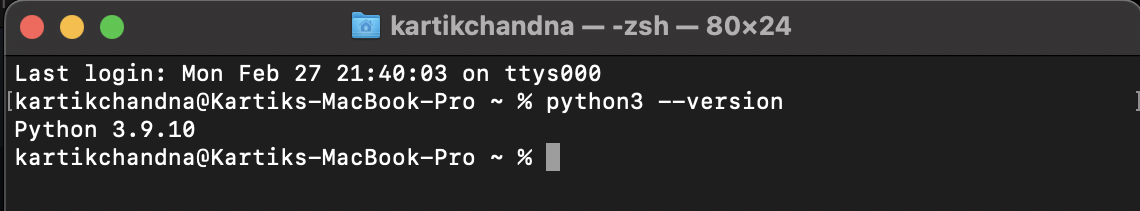 kartikchandna — -zsh — 80×24
Last login: Mon Feb 27 21:40:03 on ttys000
[kartikchandna@Kartiks-MacBook-Pro ~ % python3 --version ]
Python 3.9.10
kartikchandna@Kartiks-MacBook-Pro ~ %